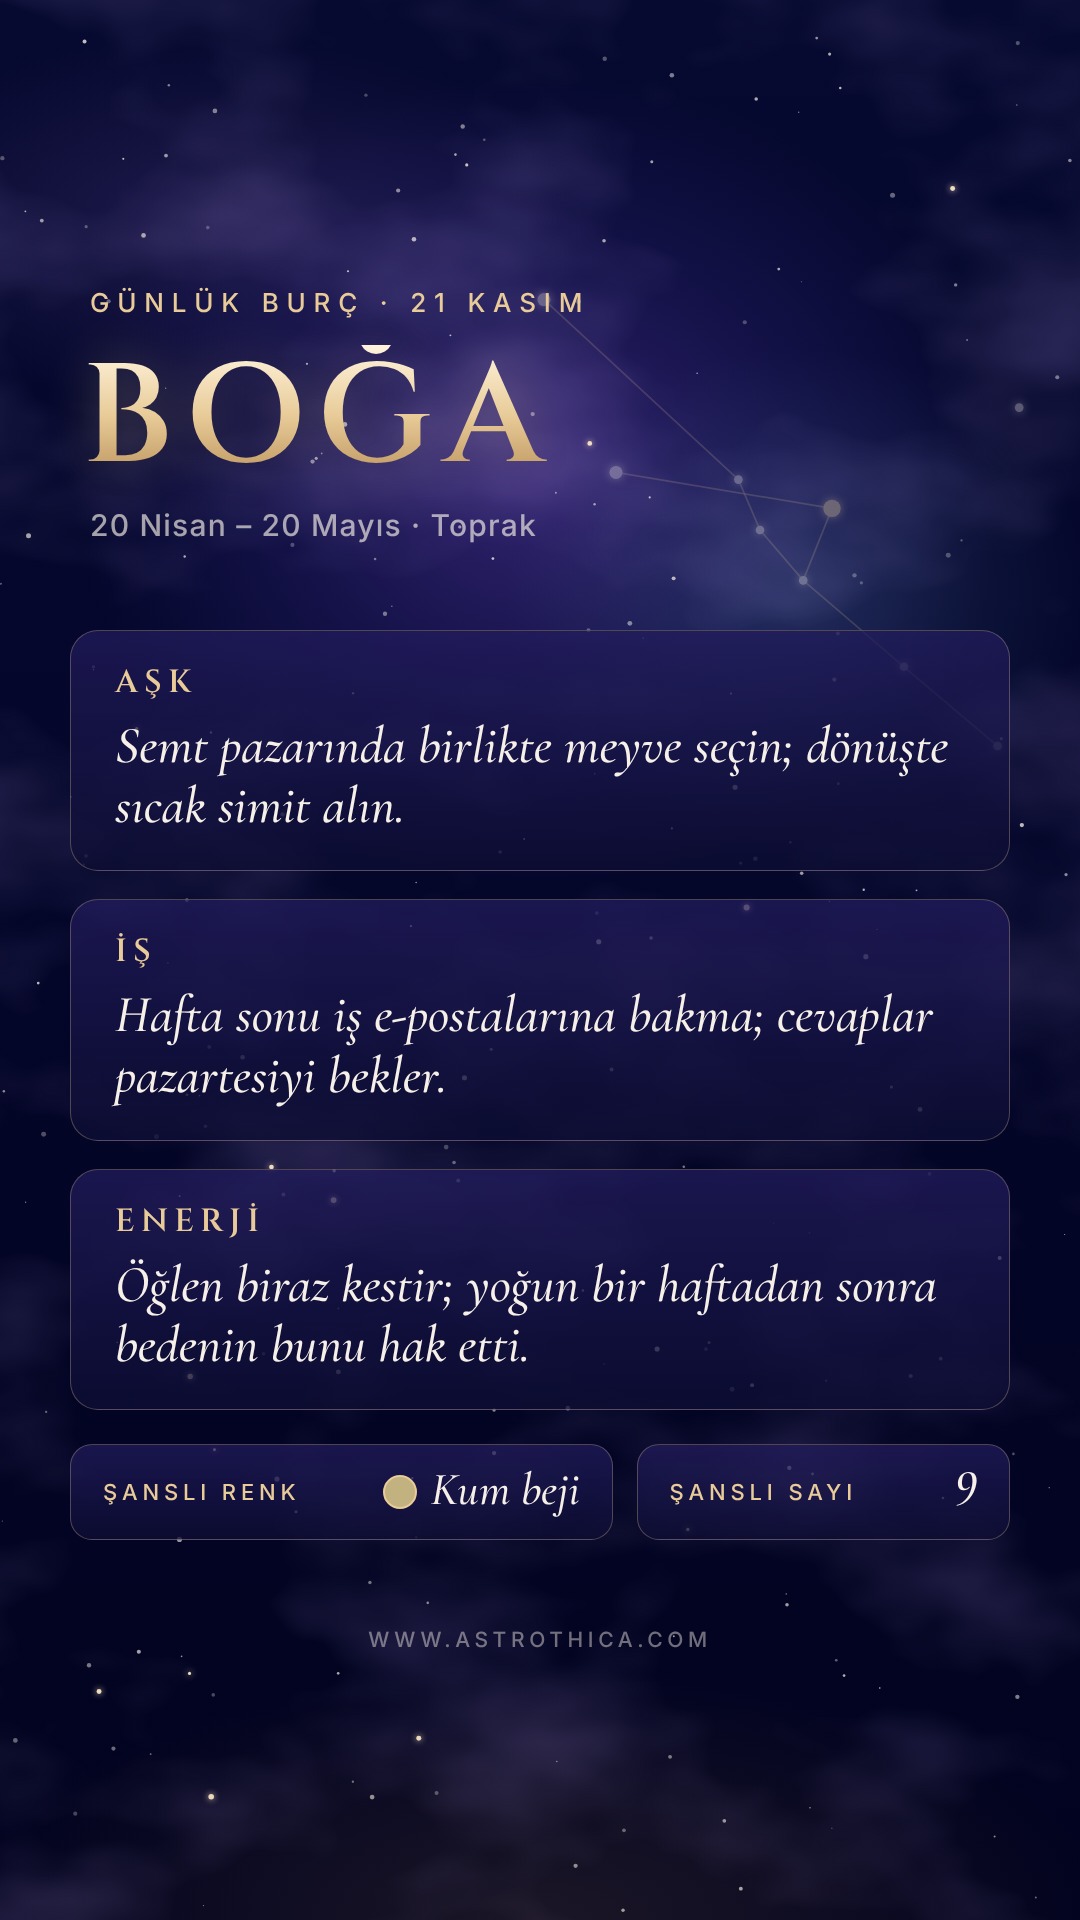 GÜNLÜK BURÇ · 21 KASIM
BOĞA
20 Nisan – 20 Mayıs · Toprak
AŞK
Semt pazarında birlikte meyve seçin; dönüşte
sıcak simit alın.
İŞ
Hafta sonu iş e-postalarına bakma; cevaplar
pazartesiyi bekler.
ENERJİ
Öğlen biraz kestir; yoğun bir haftadan sonra
bedenin bunu hak etti.
ŞANSLI RENK Kum beji
ŞANSLI SAYI 9
WWW.ASTROTHICA.COM